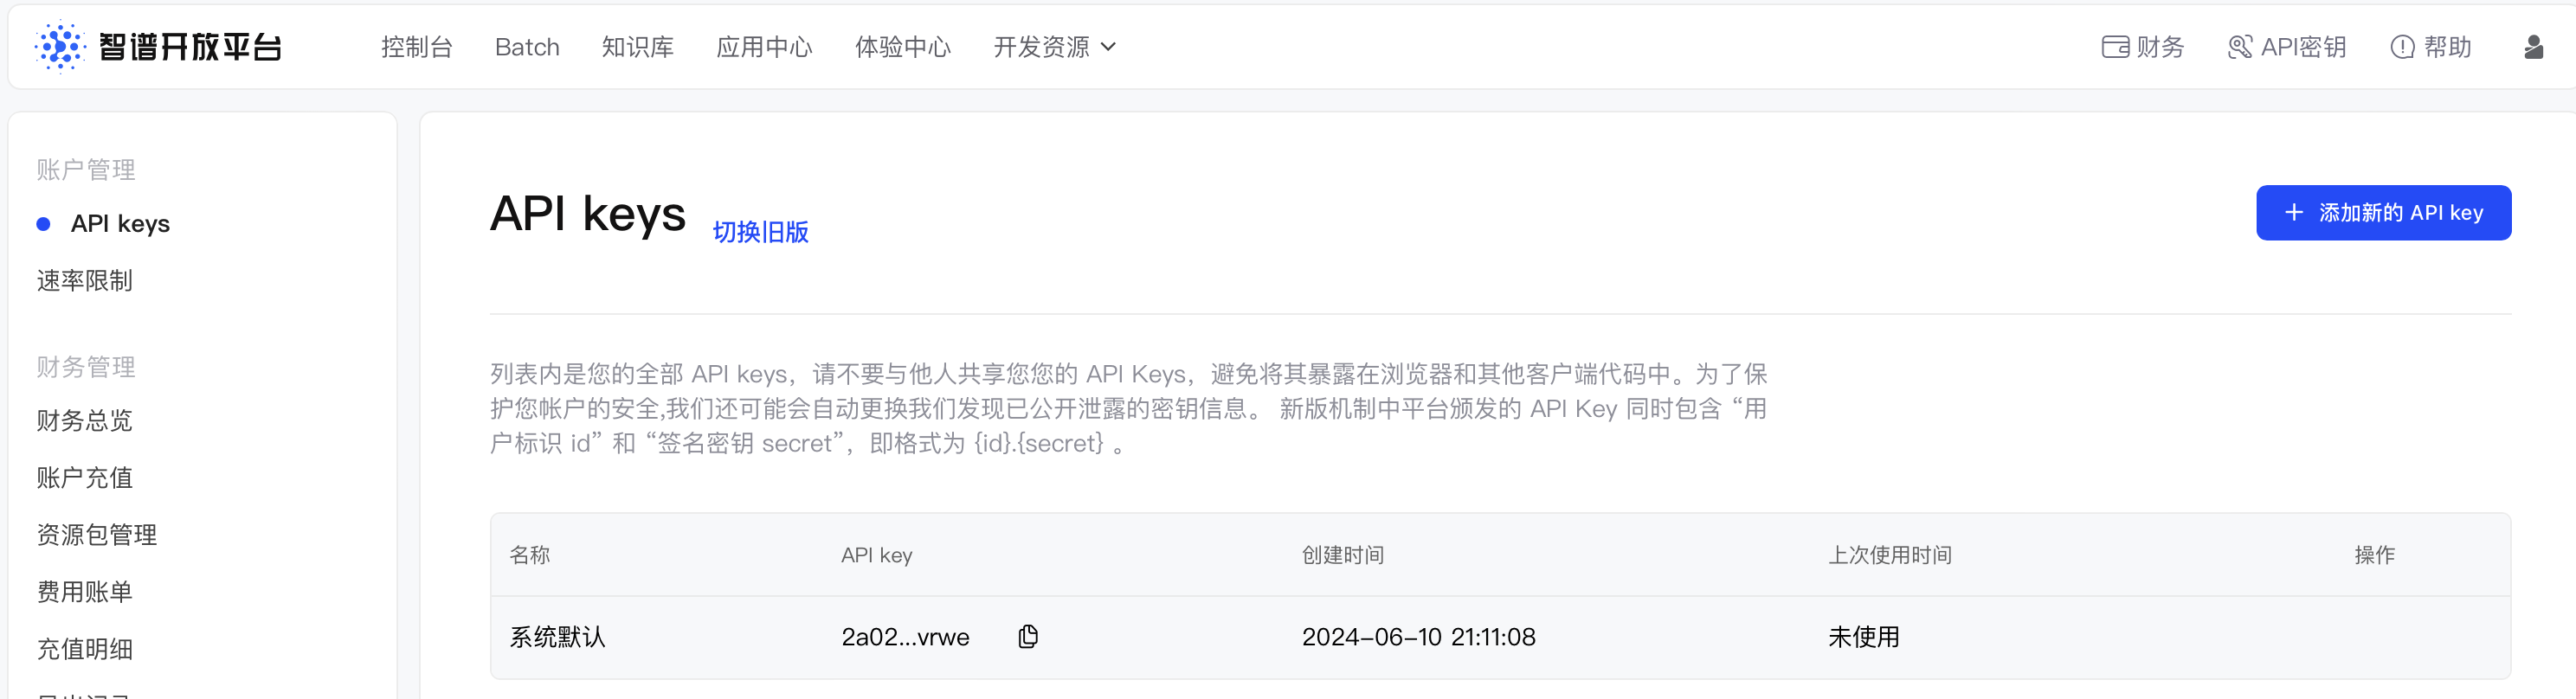 智谱开放平台
控制台
Batch
知识库
应用中心
体验中心
开发资源
财务
API密钥
帮助
账户管理
API keys
速率限制
财务管理
财务总览
账户充值
资源包管理
费用账单
充值明细
API keys
切换旧版
+ 添加新的 API key
列表内是您的全部 API keys，请不要与他人共享您您的 API Keys，避免将其暴露在浏览器和其他客户端代码中。为了保
护您帐户的安全,我们还可能会自动更换我们发现已公开泄露的密钥信息。 新版机制中平台颁发的 API Key 同时包含 “用
户标识 id” 和 “签名密钥 secret”，即格式为 {id}.{secret} 。
名称 API key 创建时间 上次使用时间 操作
系统默认 2a02...vrwe 2024-06-10 21:11:08 未使用